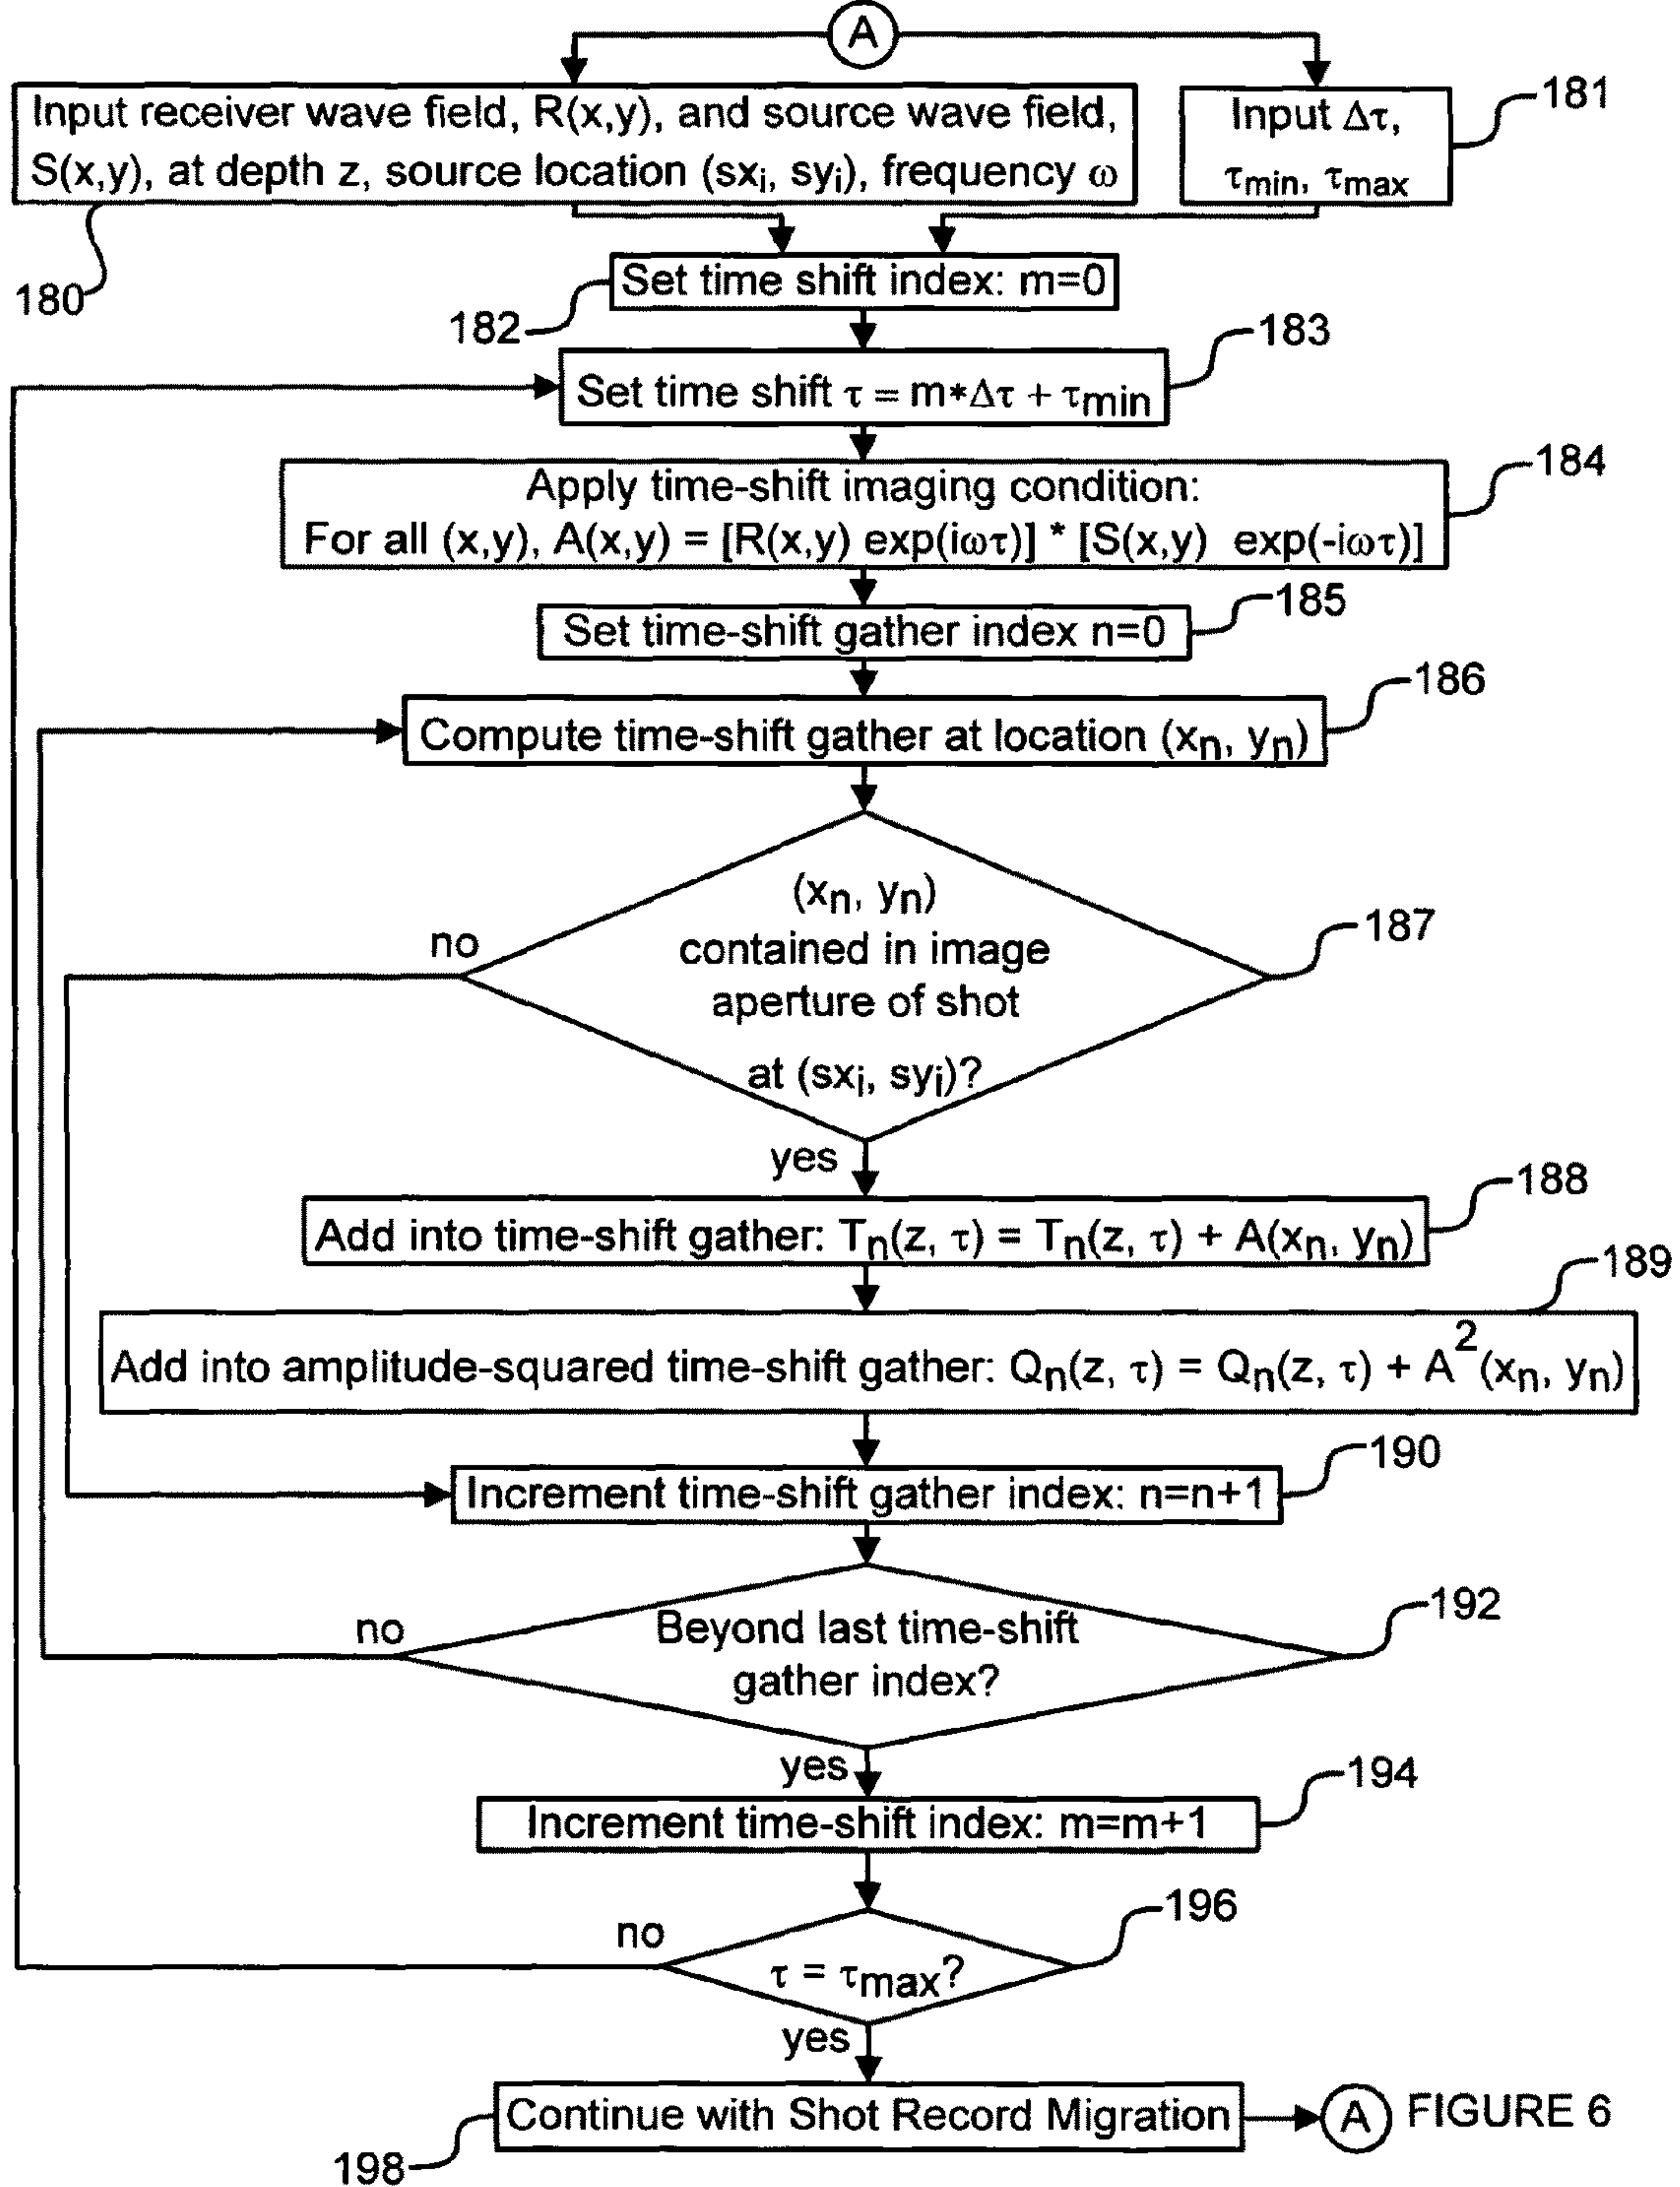 A
Input receiver wave field, R(x,y), and source wave field,
S(x,y), at depth z, source location (sxi, syi), frequency ω
180
Input Δτ,
τmin, τmax
181
Set time shift index: m=0
182
Set time shift τ = m*Δτ + τmin
183
Apply time-shift imaging condition:
For all (x,y), A(x,y) = [R(x,y) exp(iωτ)] * [S(x,y) exp(-iωτ)]
184
Set time-shift gather index n=0
185
Compute time-shift gather at location (xn, yn)
186
(xn, yn)
contained in image
aperture of shot
at (sxi, syi)?
187
no
yes
Add into time-shift gather: Tn(z, τ) = Tn(z, τ) + A(xn, yn)
188
Add into amplitude-squared time-shift gather: Qn(z, τ) = Qn(z, τ) + A²(xn, yn)
189
Increment time-shift gather index: n=n+1
190
Beyond last time-shift
gather index?
192
no
yes
Increment time-shift index: m=m+1
194
τ = τmax?
196
no
yes
Continue with Shot Record Migration
198
A
FIGURE 6